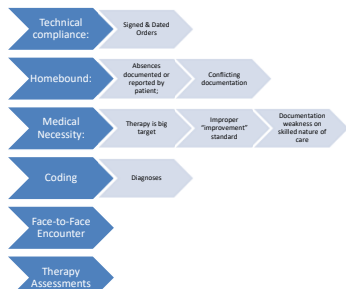 Technical
compliance:
Signed & Dated
Orders
Homebound:
Absences
documented or
reported by
patient;
Conflicting
documentation
Medical
Necessity:
Therapy is big
target
Improper
"improvement"
standard
Documentation
weakness on
skilled nature of
care
Coding
Diagnoses
Face-to-Face
Encounter
Therapy
Assessments